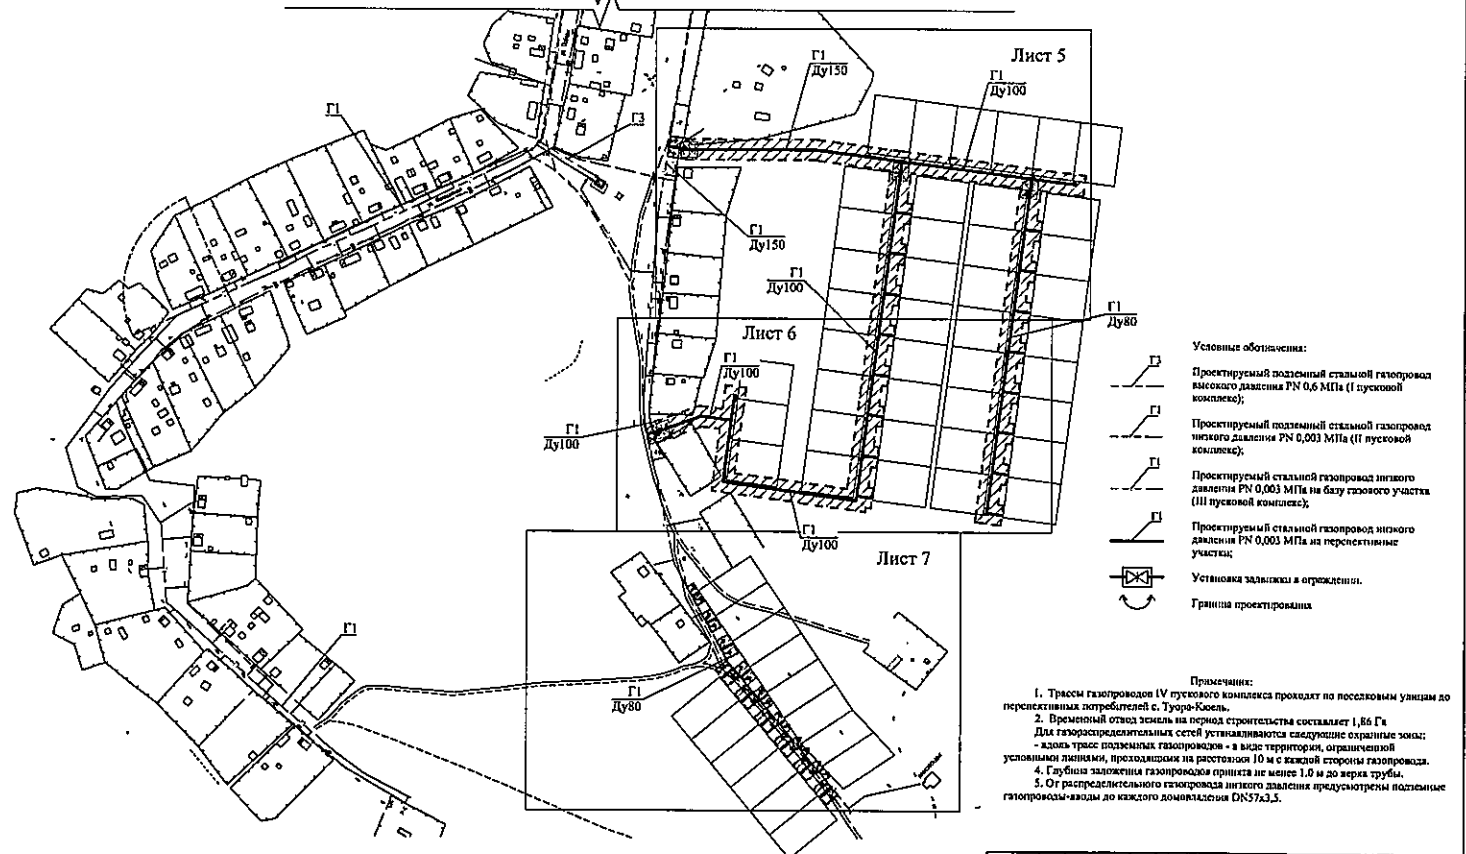 Лист 5
Г1
Ду150
Г1
Ду100
Г1
Г3
Г1
Ду150
Г1
Ду100
Г1
Ду80
Лист 6
Г1
Ду100
Г1
Ду100
Г1
Ду100
Лист 7
Г1
Г1
Ду80
Условные обозначения:
Г3
Проектируемый подземный стальной газопровод
высокого давления PN 0,6 МПа (I пусковой
комплекс);
Г1
Проектируемый подземный стальной газопровод
низкого давления PN 0,003 МПа (II пусковой
комплекс);
Г1
Проектируемый стальной газопровод низкого
давления PN 0,003 МПа на базу газового участка
(III пусковой комплекс);
Г1
Проектируемый стальной газопровод низкого
давления PN 0,003 МПа на перспективные
участки;
Установка задвижки в ограждении.
Граница проектирования
Примечания:
1. Трассы газопроводов IV пускового комплекса проходят по поселковым улицам до
перспективных потребителей с. Туора-Кюель.
2. Временный отвод земель на период строительства составляет 1,86 Га
Для газораспределительных сетей устанавливаются следующие охранные зоны:
- вдоль трасс подземных газопроводов - в виде территории, ограниченной
условными линиями, проходящими на расстоянии 10 м с каждой стороны газопровода.
4. Глубина заложения газопроводов принята не менее 1.0 м до верха трубы.
5. От распределительного газопровода низкого давления предусмотрены подземные
газопроводы-вводы до каждого домовладения DN57х3,5.